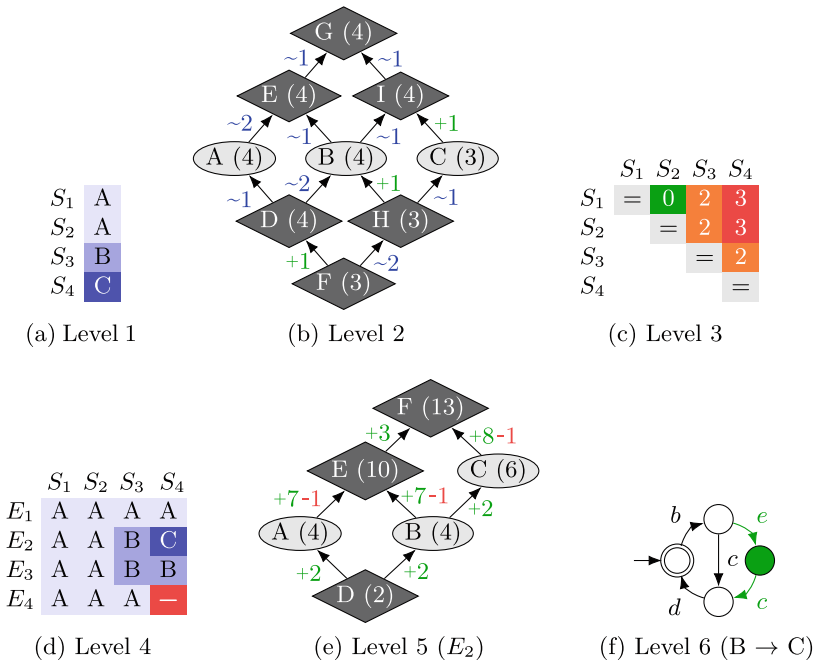 G (4)
~1 ~1
E (4) I (4)
~2 ~1 ~1 +1
A (4) B (4) C (3)
~1 ~2 +1 ~1
D (4) H (3)
+1 ~2
F (3)
S1 A
S2 A
S3 B
S4 C
S1 S2 S3 S4
S1 = 0 2 3
S2 = 2 3
S3 = 2
S4 =
(a) Level 1
(b) Level 2
(c) Level 3
S1 S2 S3 S4
E1 A A A A
E2 A A B C
E3 A A B B
E4 A A A −
F (13)
+3 +8-1
E (10) C (6)
+7-1 +7-1 +2
A (4) B (4)
+2 +2
D (2)
b e
c
d c
(d) Level 4
(e) Level 5 (E2)
(f) Level 6 (B → C)